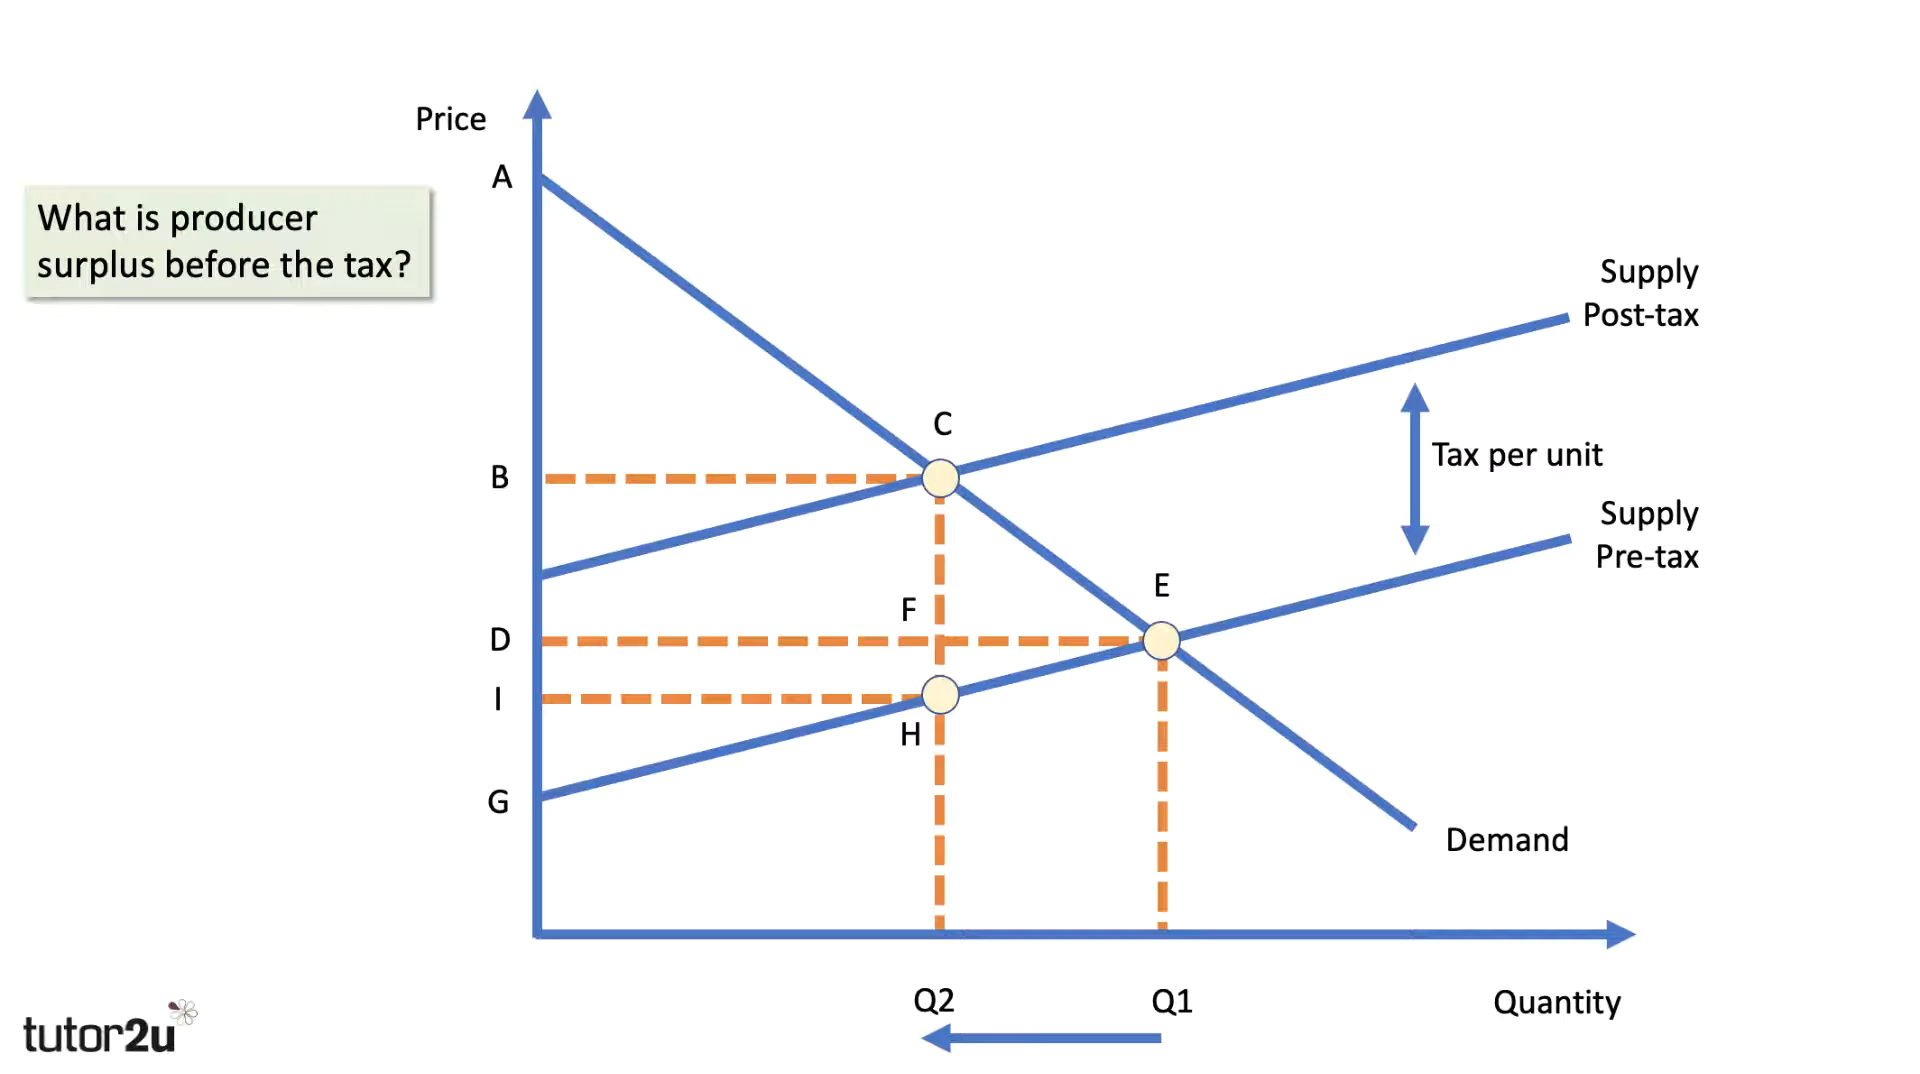 Price
A
What is producer
surplus before the tax?
Supply
Post-tax
C
Tax per unit
B
Supply
Pre-tax
E
F
D
I
H
G
Demand
Q2
Q1
Quantity
tutor2u